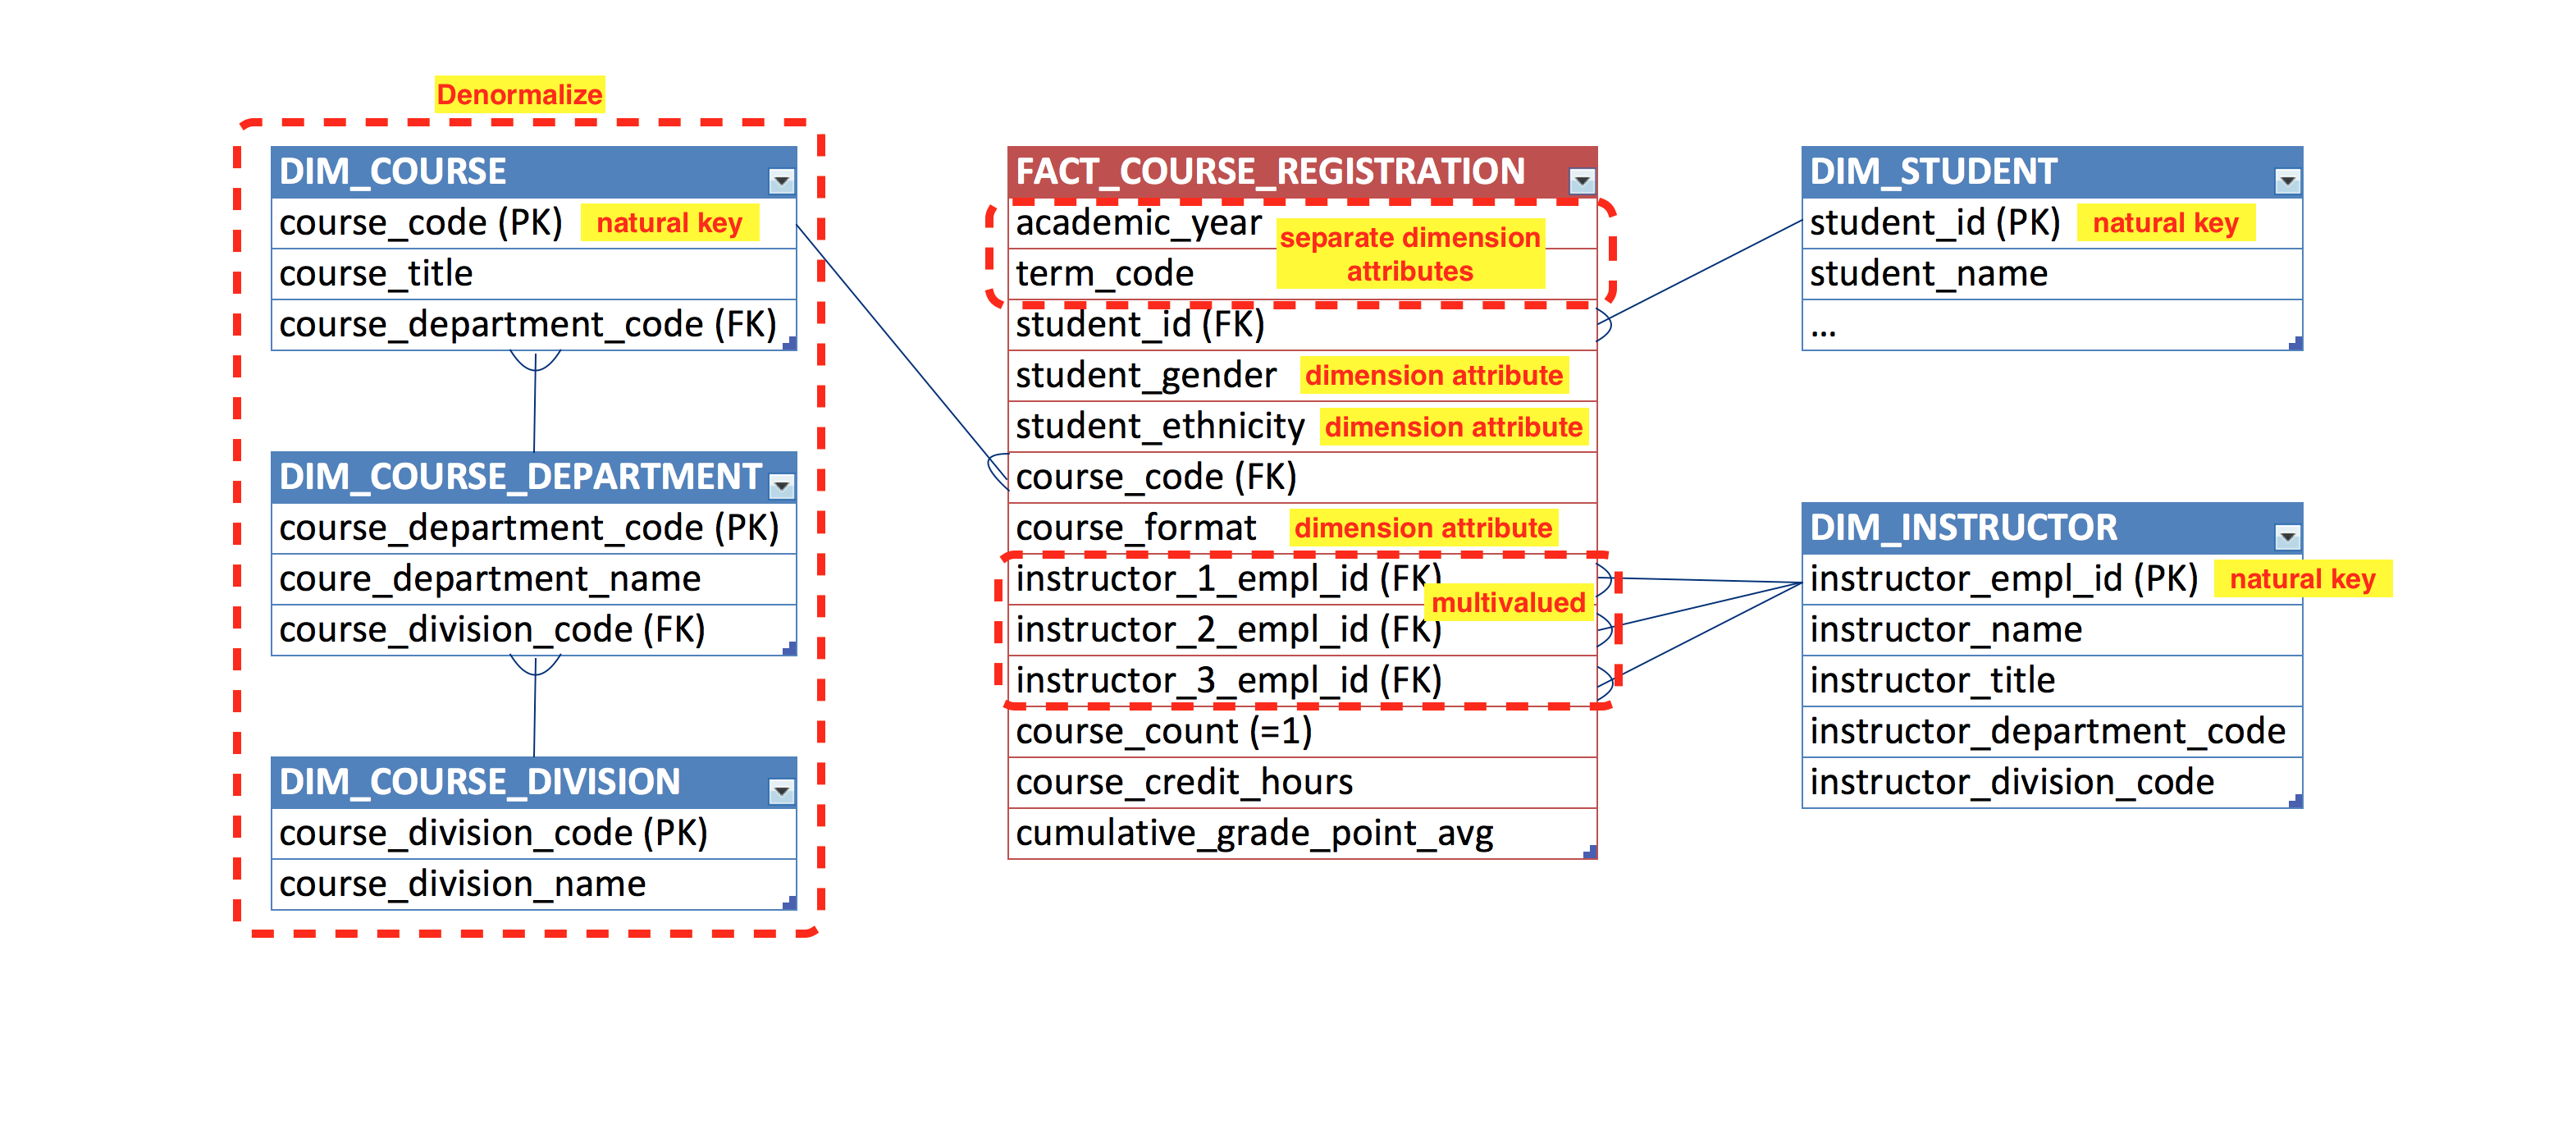 Denormalize
DIM_COURSE
course_code (PK) natural key
course_title
course_department_code (FK)
DIM_COURSE_DEPARTMENT
course_department_code (PK)
coure_department_name
course_division_code (FK)
DIM_COURSE_DIVISION
course_division_code (PK)
course_division_name
FACT_COURSE_REGISTRATION
academic_year
separate dimension
attributes
term_code
student_id (FK)
student_gender dimension attribute
student_ethnicity dimension attribute
course_code (FK)
course_format dimension attribute
instructor_1_empl_id (FK)
multivalued
instructor_2_empl_id (FK)
instructor_3_empl_id (FK)
course_count (=1)
course_credit_hours
cumulative_grade_point_avg
DIM_STUDENT
student_id (PK) natural key
student_name
...
DIM_INSTRUCTOR
instructor_empl_id (PK) natural key
instructor_name
instructor_title
instructor_department_code
instructor_division_code